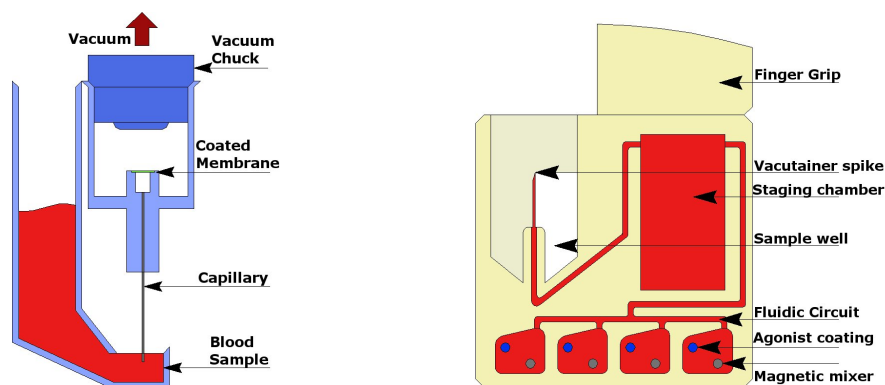 Vacuum
Vacuum
Chuck
Coated
Membrane
Capillary
Blood
Sample
Finger Grip
Vacutainer spike
Staging chamber
Sample well
Fluidic Circuit
Agonist coating
Magnetic mixer